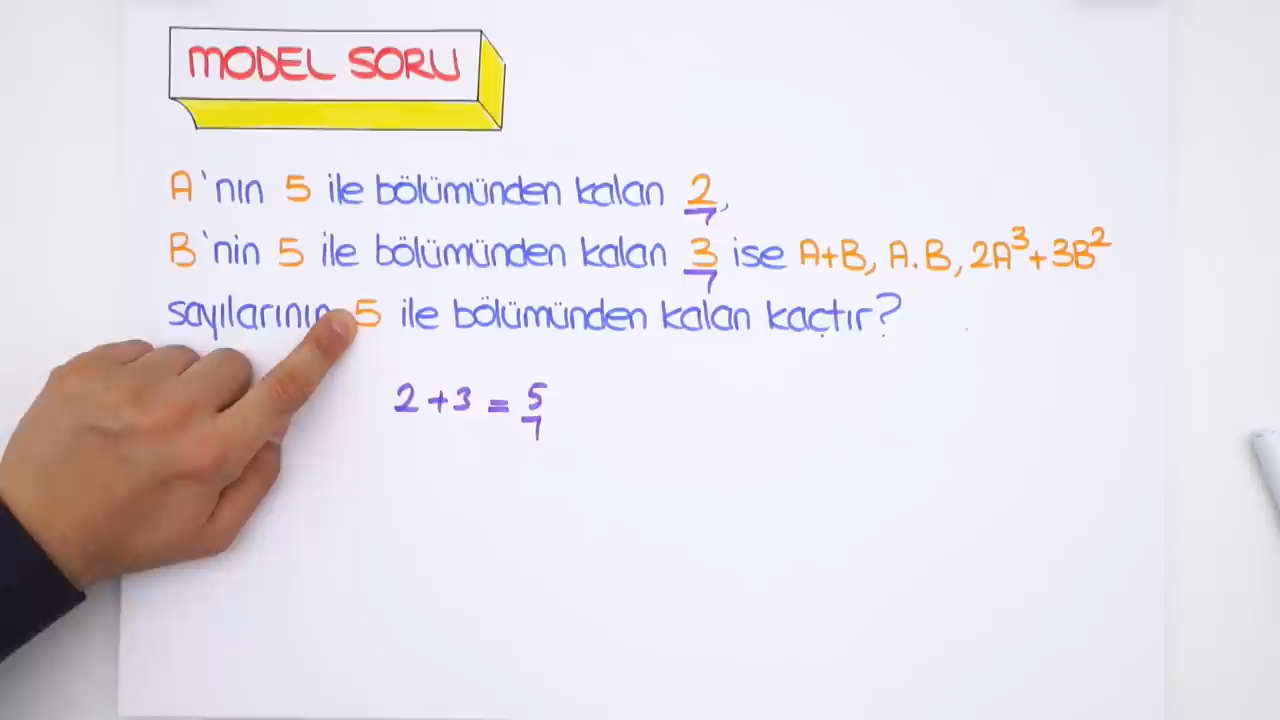 MODEL SORU
A'nın 5 ile bölümünden kalan 2,
B'nin 5 ile bölümünden kalan 3 ise A+B, A.B, 2A³+3B²
sayılarının 5 ile bölümünden kalan kaçtır?
2+3 = 5